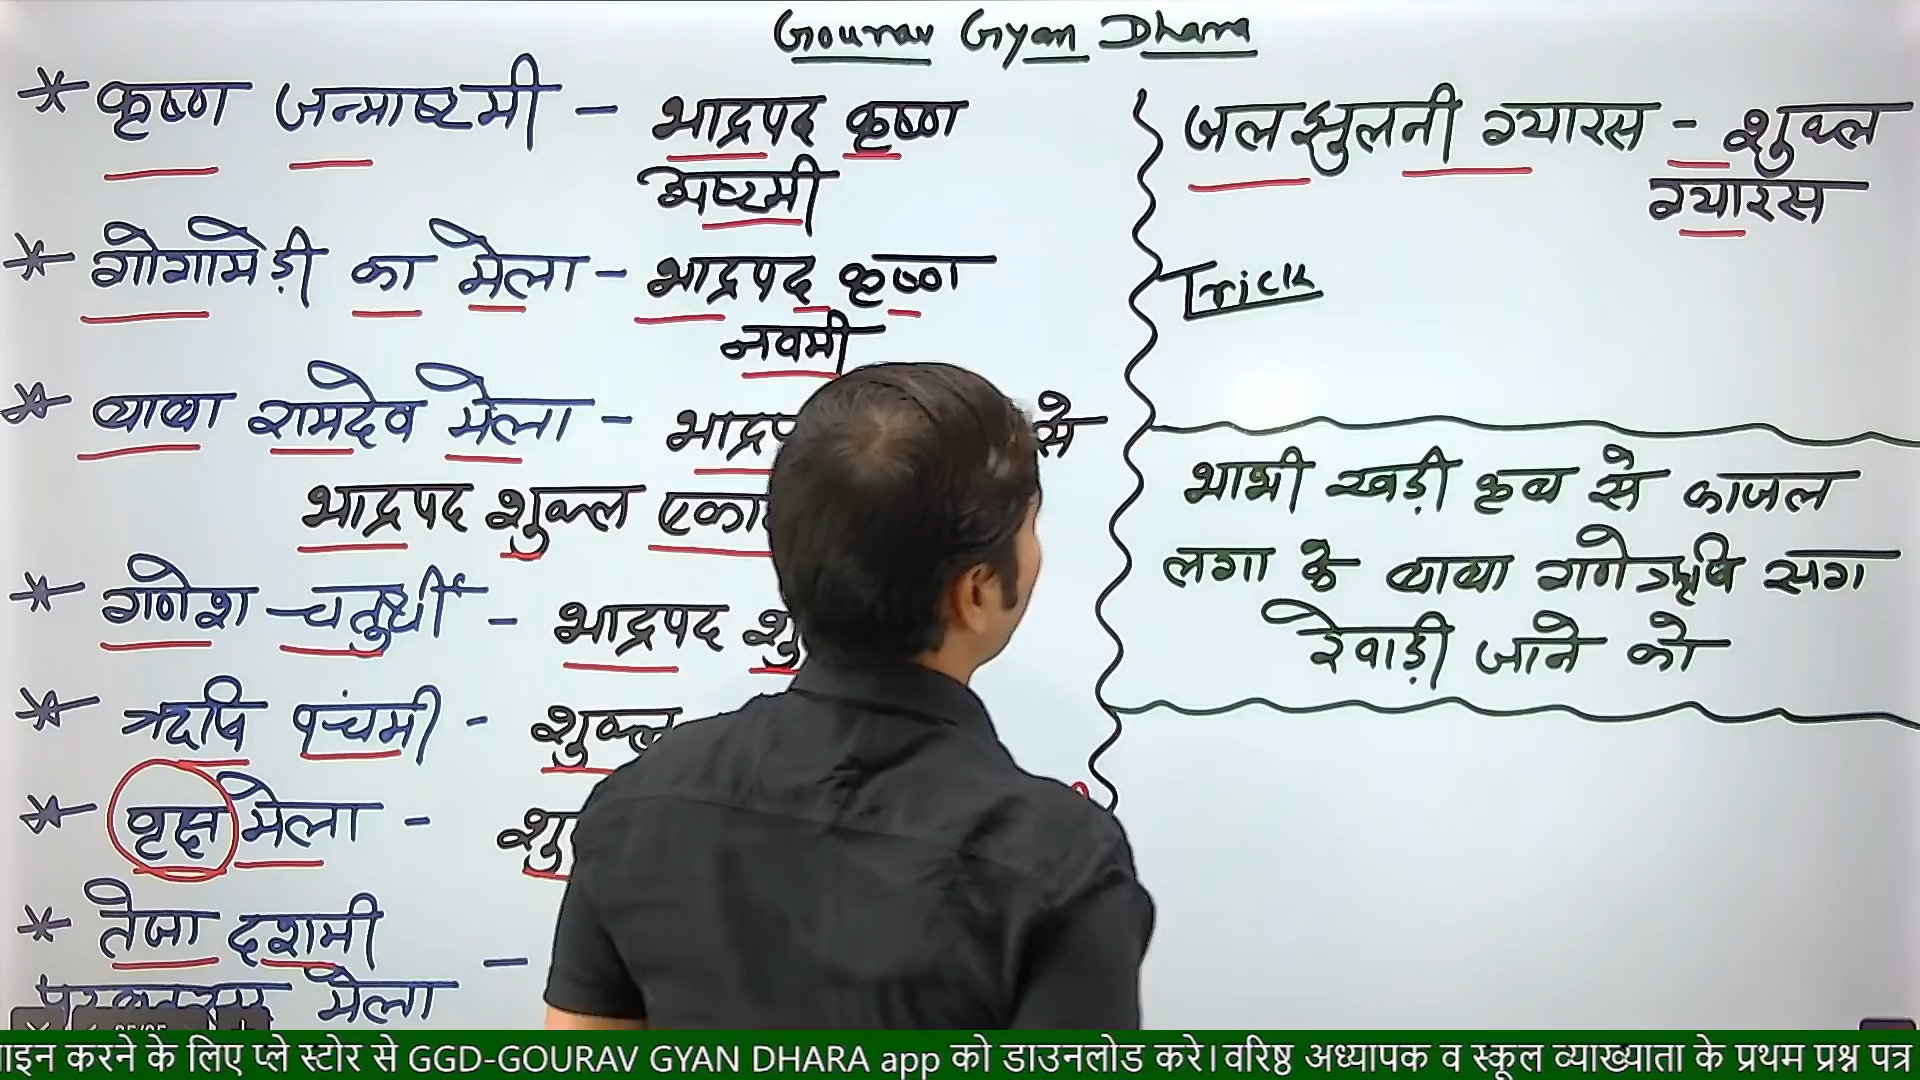 Gourav Gyan Dhara
* कृष्ण जन्माष्टमी - भाद्रपद कृष्ण
अष्टमी
* गोगामेड़ी का मेला - भाद्रपद कृष्ण
नवमी
* बाबा रामदेव मेला - से
भाद्रपद शुक्ल
* गणेश चतुर्थी - भाद्रपद
* ऋषि पंचमी - शुक्ल
* वृक्ष मेला -
* तेजा दशमी
मेला -
जलझुलनी ग्यारस - शुक्ल
ग्यारस
Trick
भाभी खड़ी कब से काजल
लगा के बाबा गणेऋषि सग
रेवाड़ी जाने को
GGD-GOURAV GYAN DHARA app को डाउनलोड करे।वरिष्ठ अध्यापक व स्कूल व्याख्याता के प्रथम प्रश्न पत्र